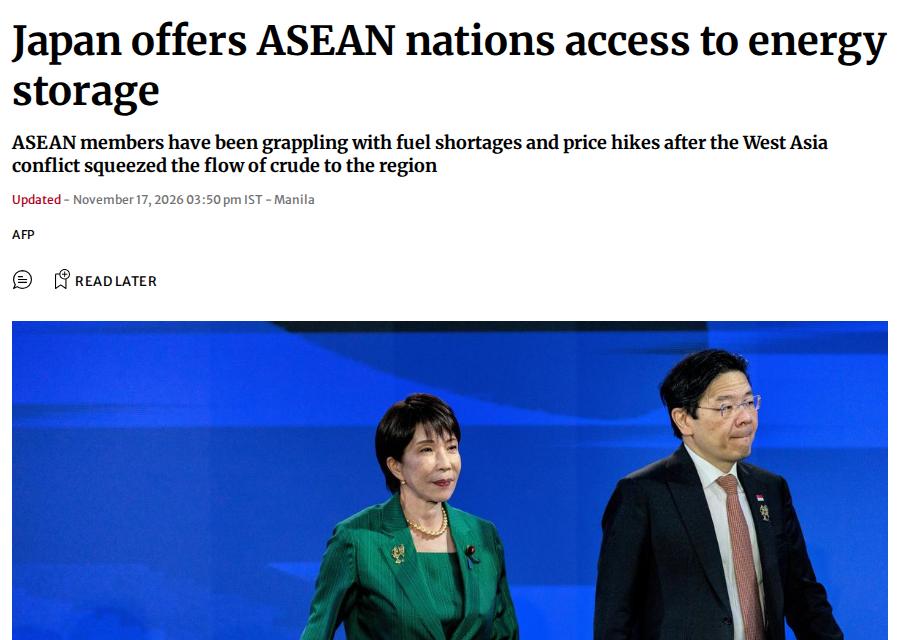 Japan offers ASEAN nations access to energy
storage
ASEAN members have been grappling with fuel shortages and price hikes after the West Asia
conflict squeezed the flow of crude to the region
Updated - November 17, 2026 03:50 pm IST - Manila
AFP
READ LATER